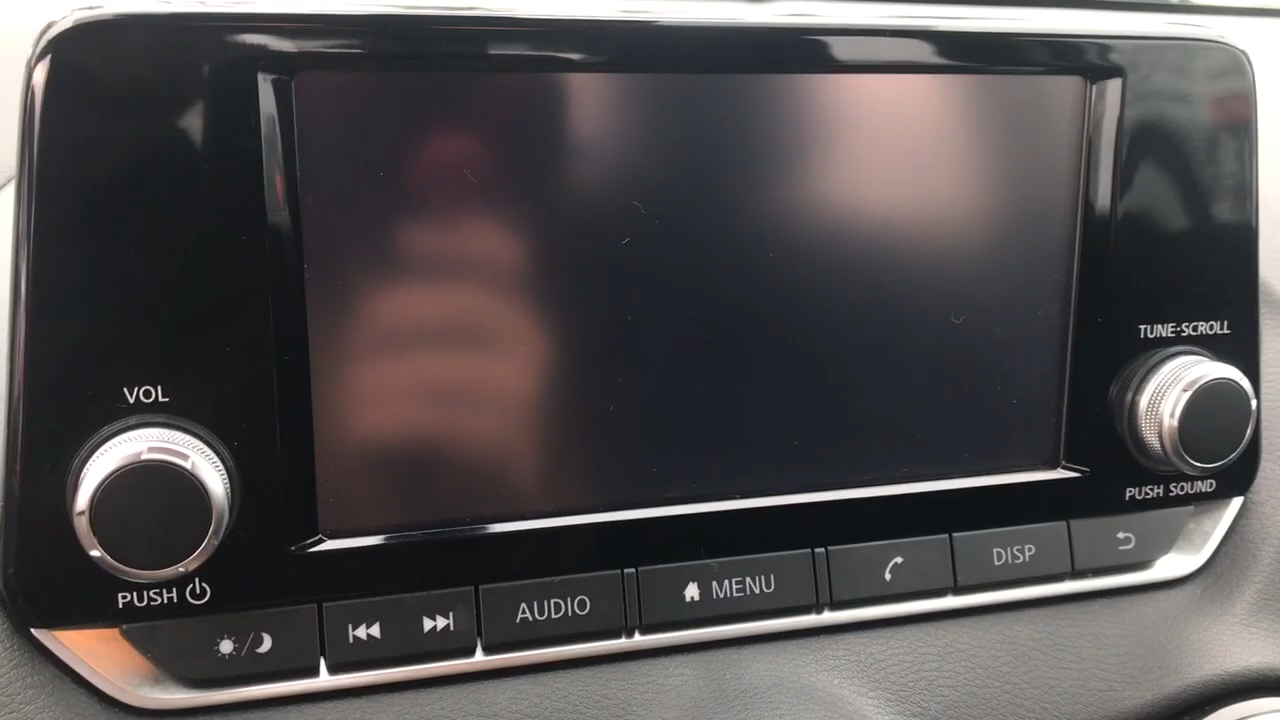 TUNE·SCROLL
VOL
PUSH SOUND
PUSH
AUDIO
MENU
DISP